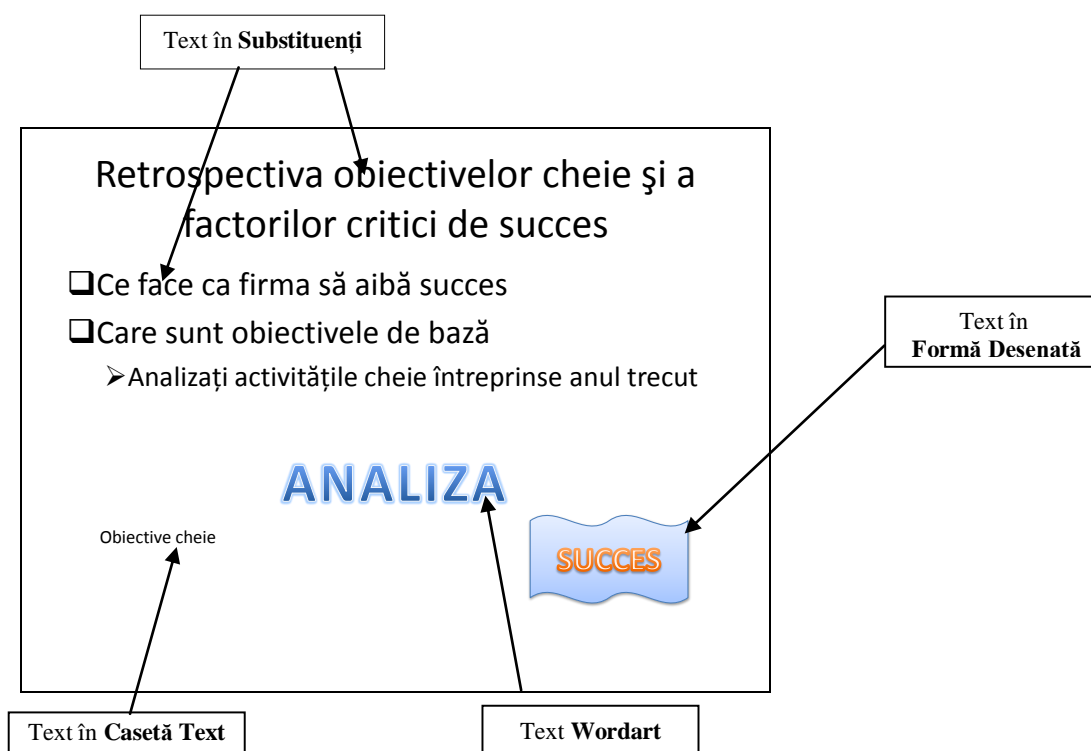 Text în Substituenți
Retrospectiva obiectivelor cheie şi a
factorilor critici de succes
❑Ce face ca firma să aibă succes
❑Care sunt obiectivele de bază
➢Analizați activitățile cheie întreprinse anul trecut
Text în
Formă Desenată
ANALIZA
Obiective cheie
SUCCES
Text în Casetă Text
Text Wordart